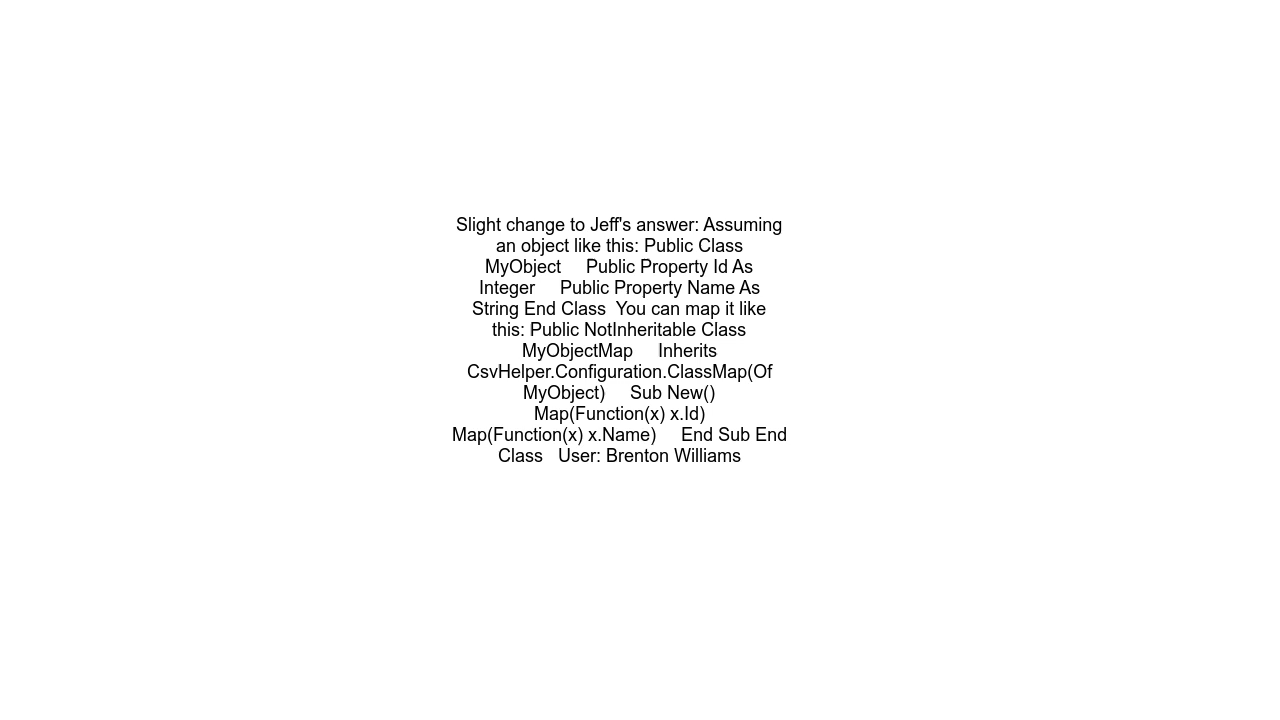 Slight change to Jeff's answer: Assuming
an object like this: Public Class
MyObject     Public Property Id As
Integer     Public Property Name As
String End Class  You can map it like
this: Public NotInheritable Class
MyObjectMap     Inherits
CsvHelper.Configuration.ClassMap(Of
MyObject)     Sub New()
Map(Function(x) x.Id)
Map(Function(x) x.Name)     End Sub End
Class   User: Brenton Williams